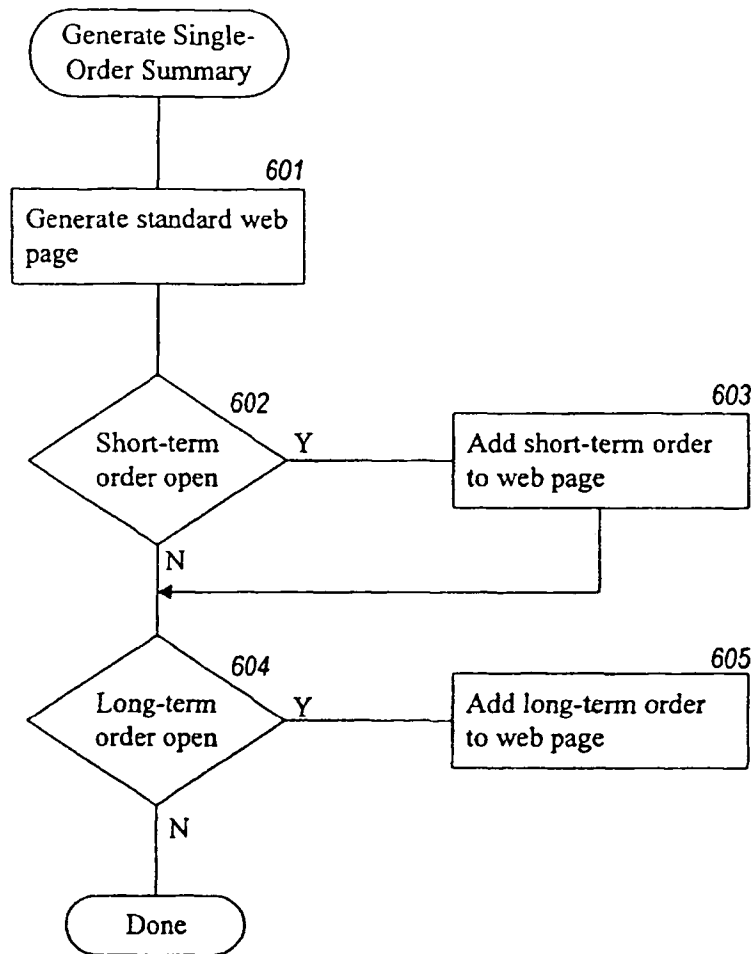 Generate Single-
Order Summary
601
Generate standard web
page
602
Short-term
order open
Y
N
603
Add short-term order
to web page
604
Long-term
order open
Y
N
605
Add long-term order
to web page
Done